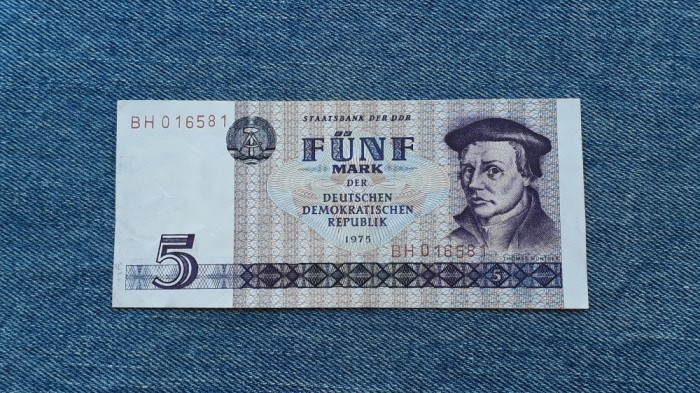 BH 016581
STAATSBANK DER DDR
FÜNF
MARK
DER
DEUTSCHEN
DEMOKRATISCHEN
REPUBLIK
1975
BH 016581
THOMAS MÜNTZER
5
5